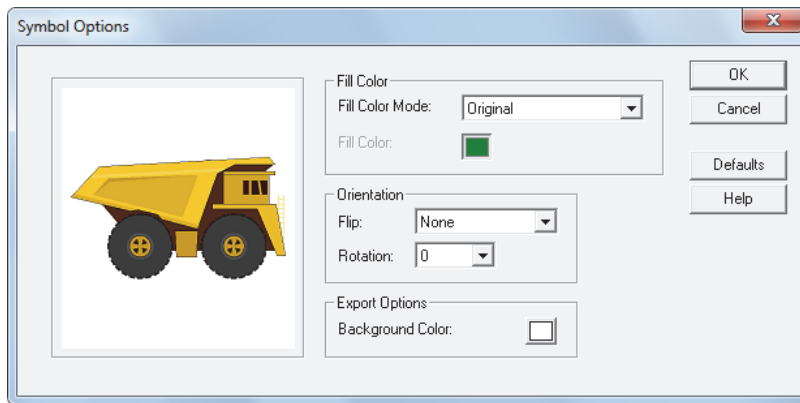 Symbol Options
Fill Color
Fill Color Mode: Original
Fill Color:
Orientation
Flip: None
Rotation: 0
Export Options
Background Color:
OK
Cancel
Defaults
Help